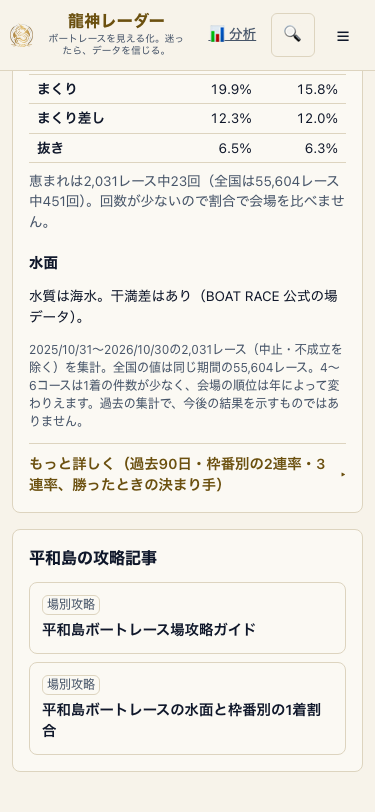 龍神レーダー
ボートレースを見える化。迷っ
たら、データを信じる。
📊 分析
🔍
≡
まくり 19.9% 15.8%
まくり差し 12.3% 12.0%
抜き 6.5% 6.3%
恵まれは2,031レース中23回（全国は55,604レース
中451回）。回数が少ないので割合で会場を比べませ
ん。
水面
水質は海水。干満差はあり（BOAT RACE 公式の場
データ）。
2025/10/31〜2026/10/30の2,031レース（中止・不成立を
除く）を集計。全国の値は同じ期間の55,604レース。4〜
6コースは1着の件数が少なく、会場の順位は年によって変
わりえます。過去の集計で、今後の結果を示すものではあ
りません。
もっと詳しく（過去90日・枠番別の2連率・3
連率、勝ったときの決まり手） ▸
平和島の攻略記事
場別攻略
平和島ボートレース場攻略ガイド
場別攻略
平和島ボートレースの水面と枠番別の1着割
合